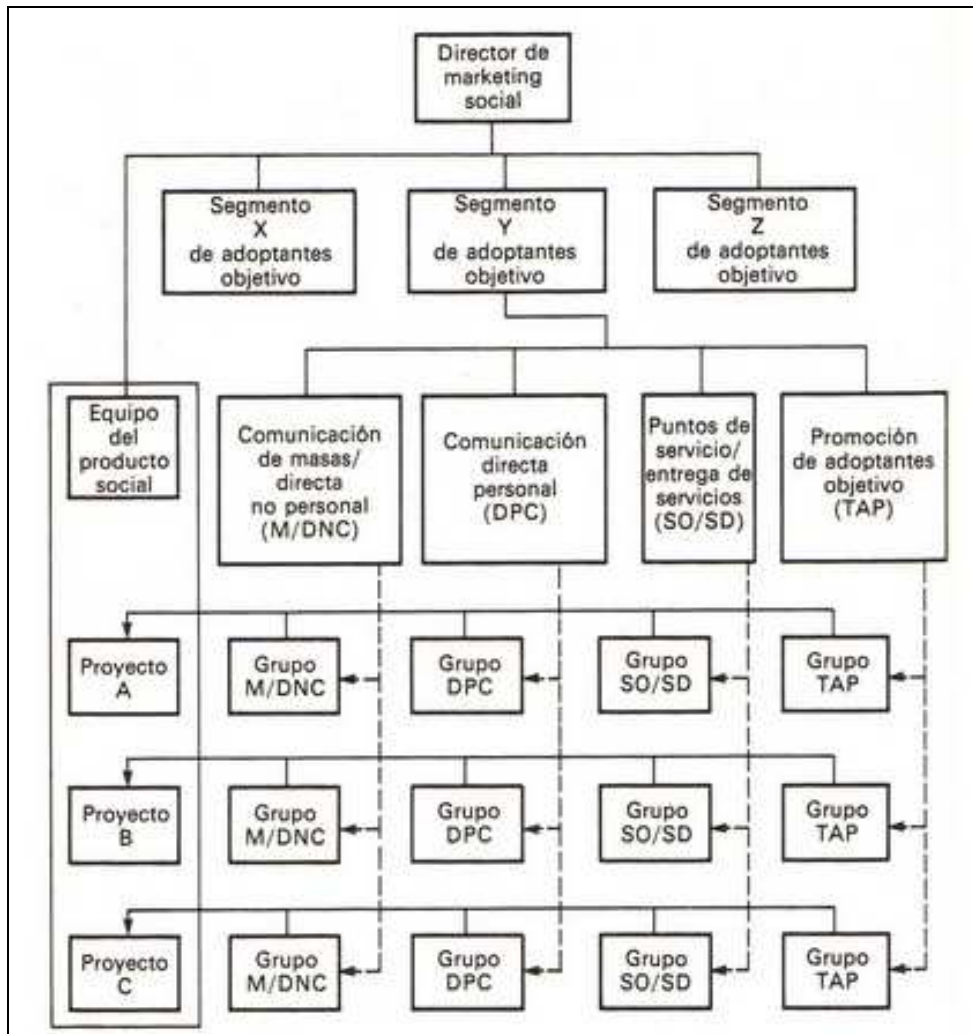 Director de
marketing
social
Segmento
X
de adoptantes
objetivo
Segmento
Y
de adoptantes
objetivo
Segmento
Z
de adoptantes
objetivo
Equipo
del
producto
social
Comunicación
de masas/
directa
no personal
(M/DNC)
Comunicación
directa
personal
(DPC)
Puntos de
servicio/
entrega de
servicios
(SO/SD)
Promoción
de adoptantes
objetivo
(TAP)
Proyecto
A
Grupo
M/DNC
Grupo
DPC
Grupo
SO/SD
Grupo
TAP
Proyecto
B
Grupo
M/DNC
Grupo
DPC
Grupo
SO/SD
Grupo
TAP
Proyecto
C
Grupo
M/DNC
Grupo
DPC
Grupo
SO/SD
Grupo
TAP